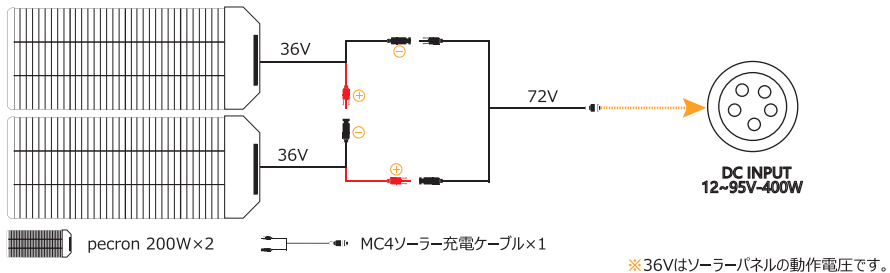 36V
⊖
72V
⊕
⊖
36V
⊕
DC INPUT
12~95V-400W
pecron 200W×2
MC4ソーラー充電ケーブル×1
※36Vはソーラーパネルの動作電圧です。